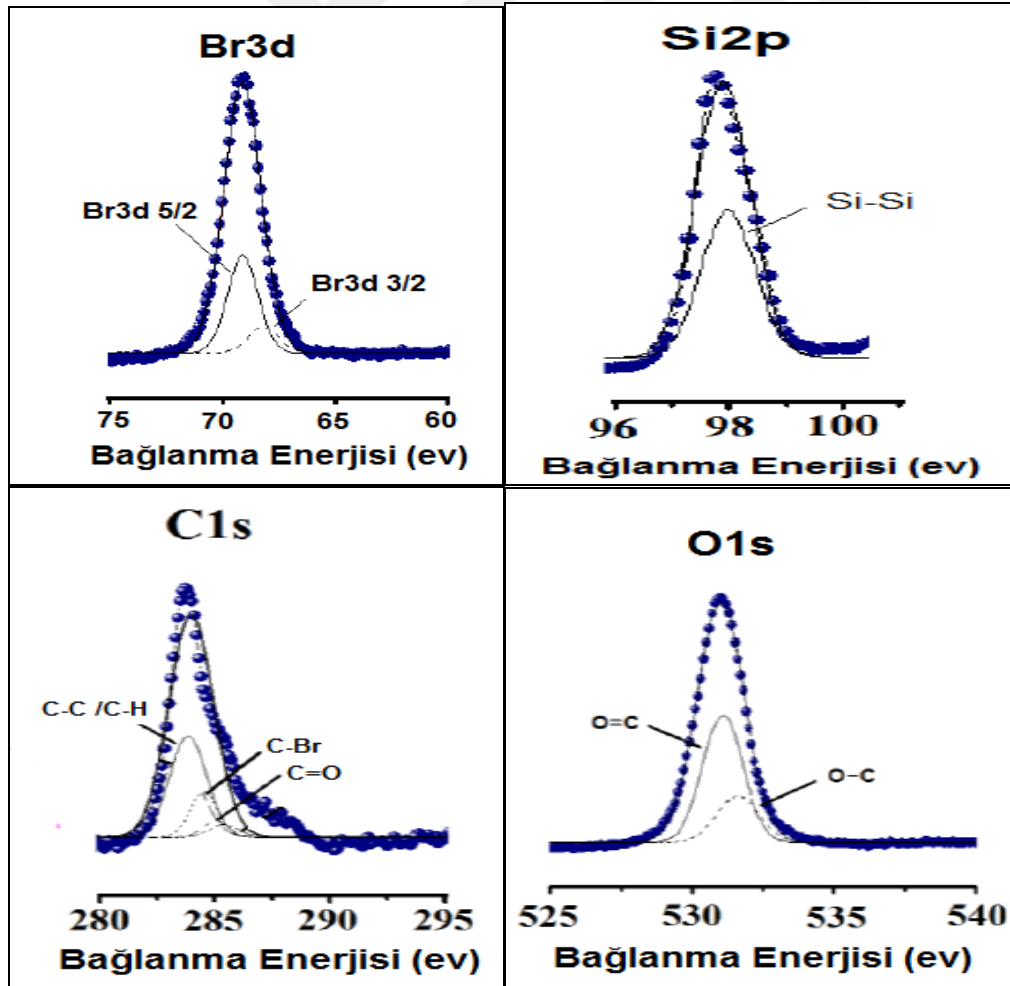 Br3d
Br3d 5/2
Br3d 3/2
75 70 65 60
Bağlanma Enerjisi (ev)
Si2p
Si-Si
96 98 100
Bağlanma Enerjisi (ev)
C1s
C-C /C-H
C-Br
C=O
280 285 290 295
Bağlanma Enerjisi (ev)
O1s
O=C
O-C
525 530 535 540
Bağlanma Enerjisi (ev)